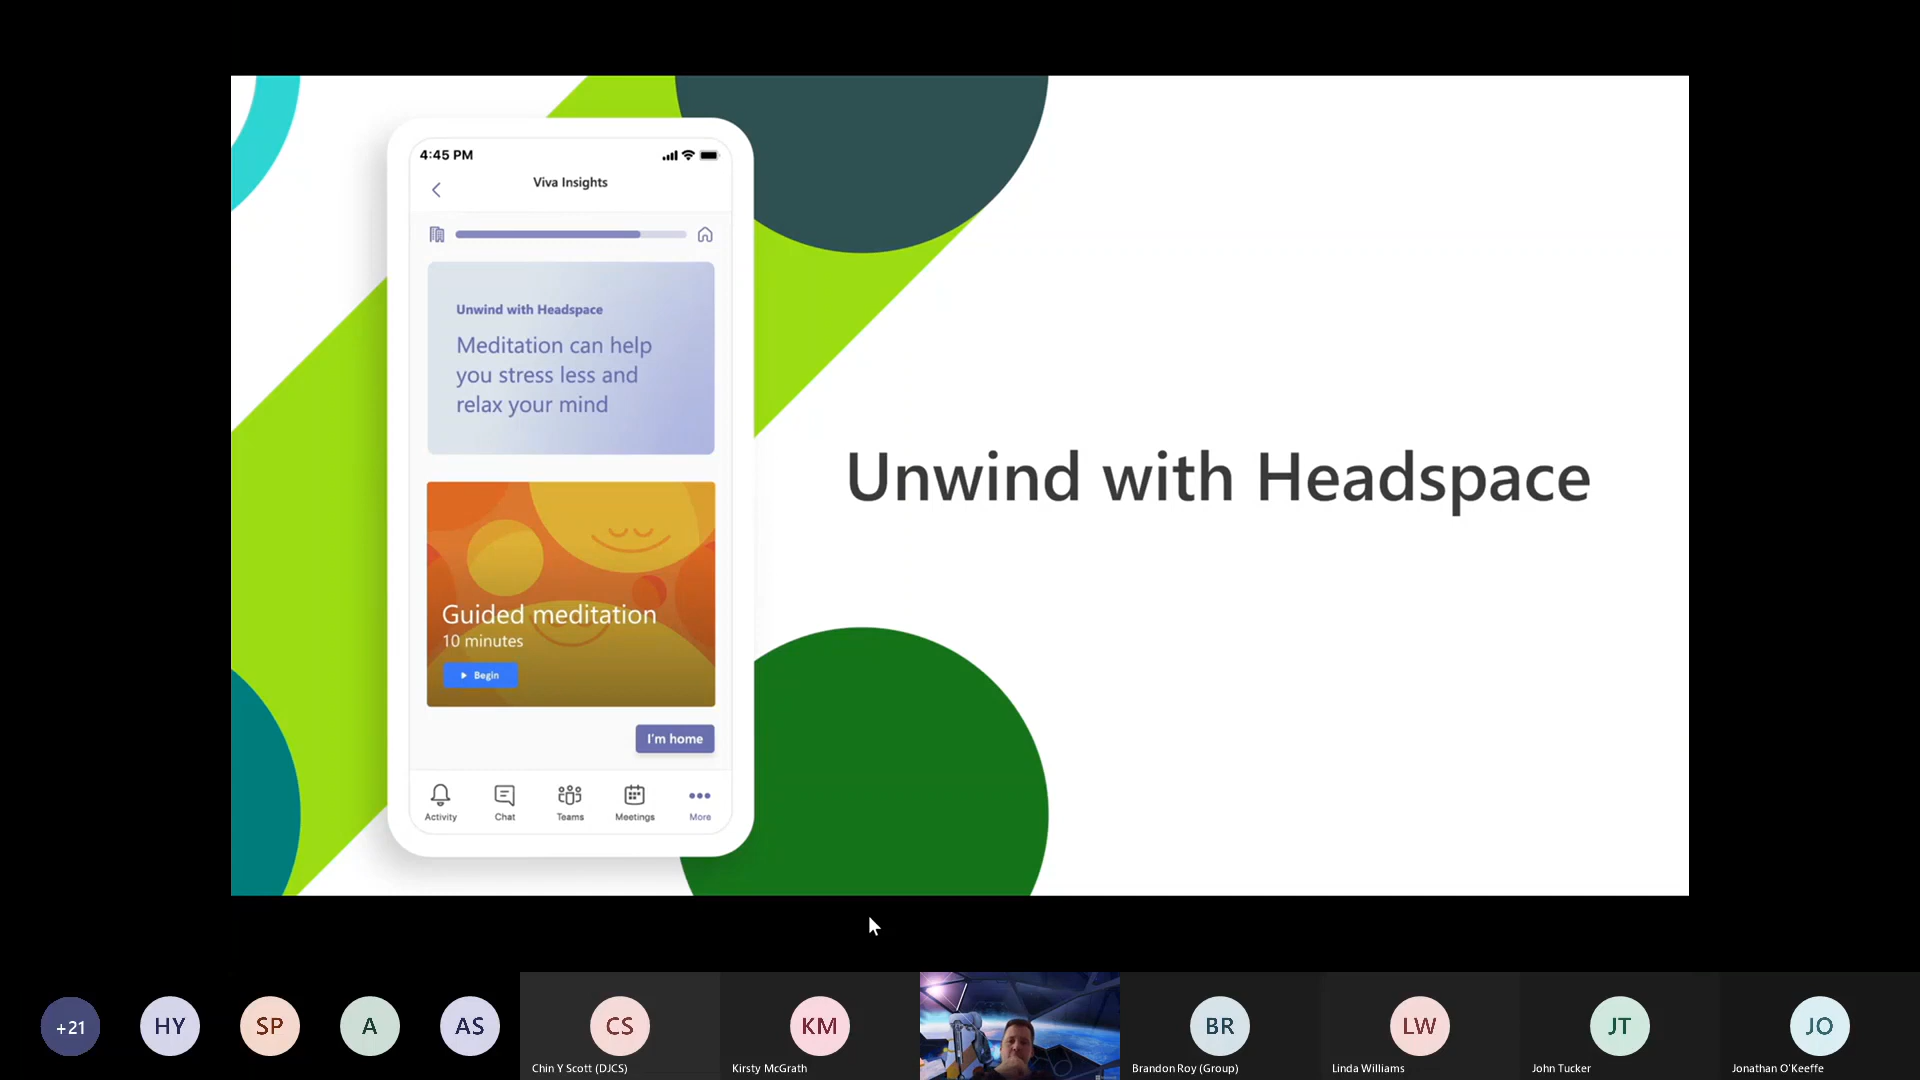 4:45 PM
Viva Insights
Unwind with Headspace
Meditation can help
you stress less and
relax your mind
Guided meditation
10 minutes
Begin
I'm home
Activity
Chat
Teams
Meetings
More
Unwind with Headspace
+21
HY
SP
A
AS
CS
Chin Y Scott (DJCS)
KM
Kirsty McGrath
BR
Brandon Roy (Group)
LW
Linda Williams
JT
John Tucker
JO
Jonathan O'Keeffe